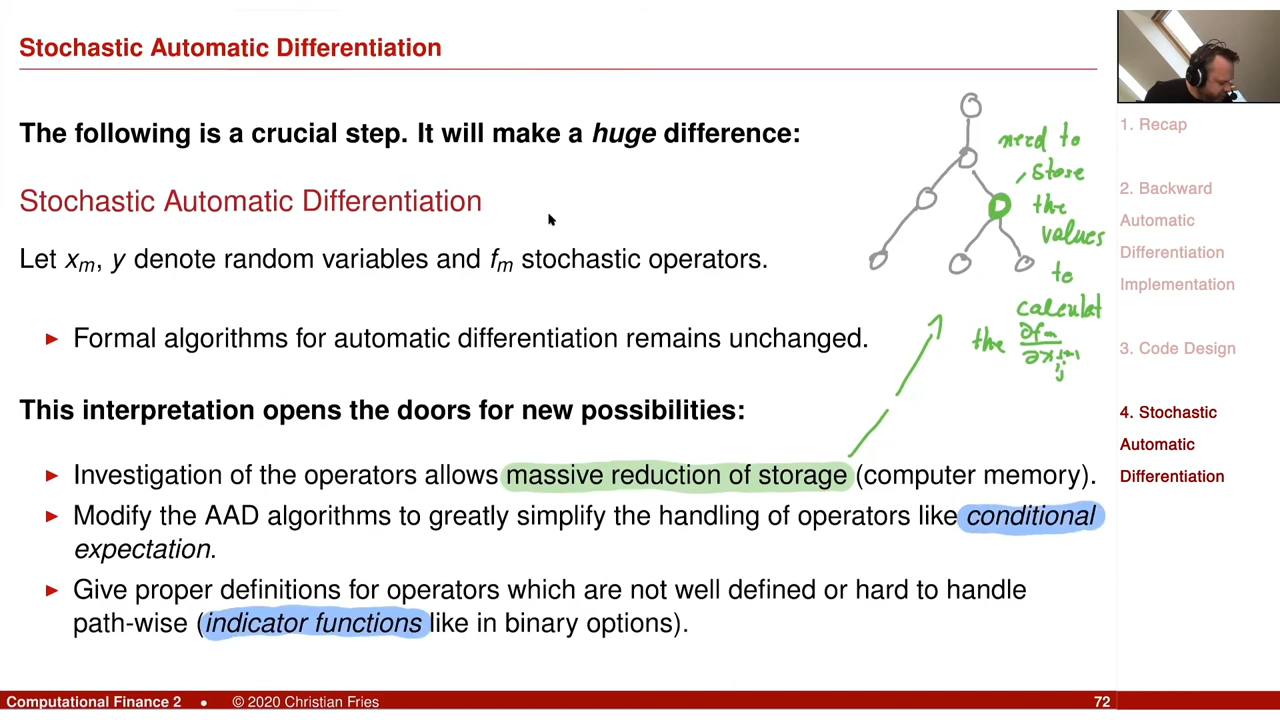 Stochastic Automatic Differentiation
The following is a crucial step. It will make a huge difference:
Stochastic Automatic Differentiation
Let xₘ, y denote random variables and fₘ stochastic operators.
▶ Formal algorithms for automatic differentiation remains unchanged.
This interpretation opens the doors for new possibilities:
▶ Investigation of the operators allows massive reduction of storage (computer memory).
▶ Modify the AAD algorithms to greatly simplify the handling of operators like conditional
expectation.
▶ Give proper definitions for operators which are not well defined or hard to handle
path-wise (indicator functions like in binary options).
need to
store
the
values
to
calculat
the ∂fₘ
1. Recap
2. Backward
Automatic
Differentiation
Implementation
3. Code Design
4. Stochastic
Automatic
Differentiation
Computational Finance 2 • © 2020 Christian Fries 72